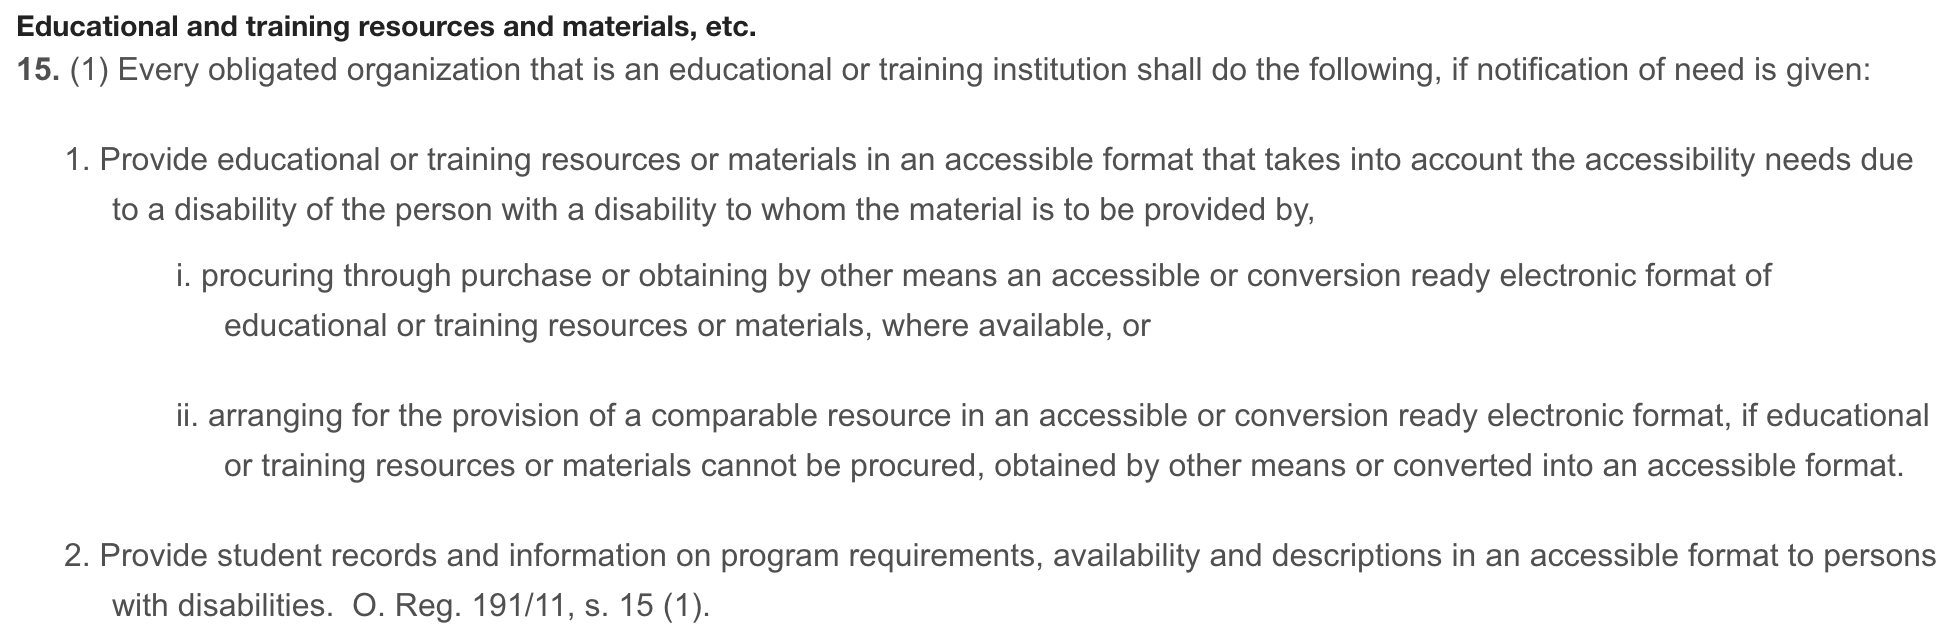 Educational and training resources and materials, etc.
15. (1) Every obligated organization that is an educational or training institution shall do the following, if notification of need is given:
1. Provide educational or training resources or materials in an accessible format that takes into account the accessibility needs due
to a disability of the person with a disability to whom the material is to be provided by,
i. procuring through purchase or obtaining by other means an accessible or conversion ready electronic format of
educational or training resources or materials, where available, or
ii. arranging for the provision of a comparable resource in an accessible or conversion ready electronic format, if educational
or training resources or materials cannot be procured, obtained by other means or converted into an accessible format.
2. Provide student records and information on program requirements, availability and descriptions in an accessible format to persons
with disabilities.  O. Reg. 191/11, s. 15 (1).